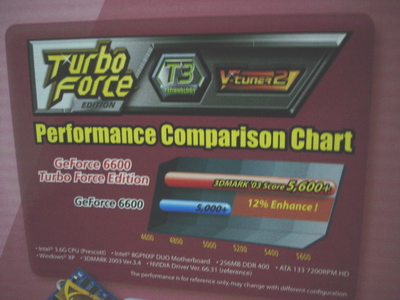 Turbo Force EDITION
T3 TECHNOLOGY
V-tuner2
Performance Comparison Chart
GeForce 6600
Turbo Force Edition
3DMARK '03 Score 5,600+
GeForce 6600
5,000+
12% Enhance !
4600 4800 5000 5200 5400 5600
• Intel 3.6G CPU (Prescott) • Intel 8GPNXP DUO Motherboard • 256MB DDR 400 • ATA 133 7200RPM HD
• Windows XP • 3DMARK 2003 Ver.3.4 • NVIDIA Driver Ver.66.31 (reference)
The performance is for reference only,may change with different configuration